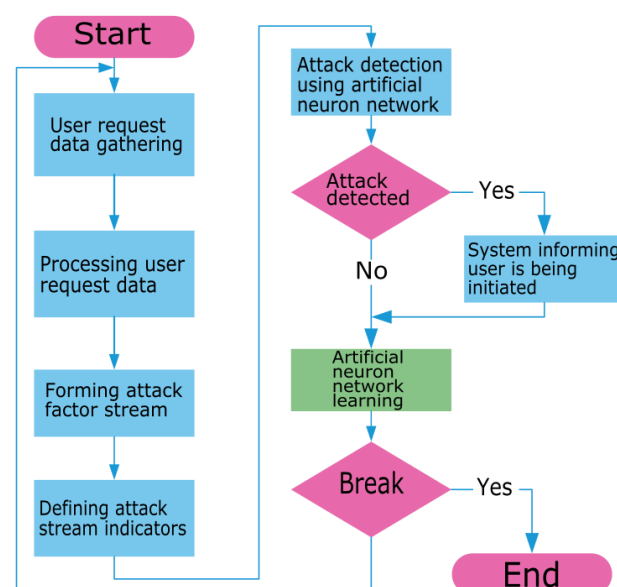 Start
User request
data gathering
Processing user
request data
Forming attack
factor stream
Defining attack
stream indicators
Attack detection
using artificial
neuron network
Attack
detected
Yes
No
System informing
user is being
initiated
Artificial
neuron
network
learning
Break
Yes
End